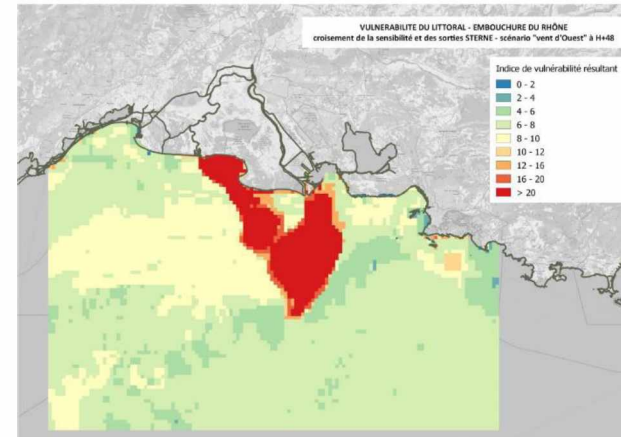 VULNERABILITE DU LITTORAL - EMBOUCHURE DU RHÔNE
croisement de la sensibilité et des sorties STERNE - scénario "vent d'Ouest" à H+48
Indice de vulnérabilité résultant
0 - 2
2 - 4
4 - 6
6 - 8
8 - 10
10 - 12
12 - 16
16 - 20
> 20